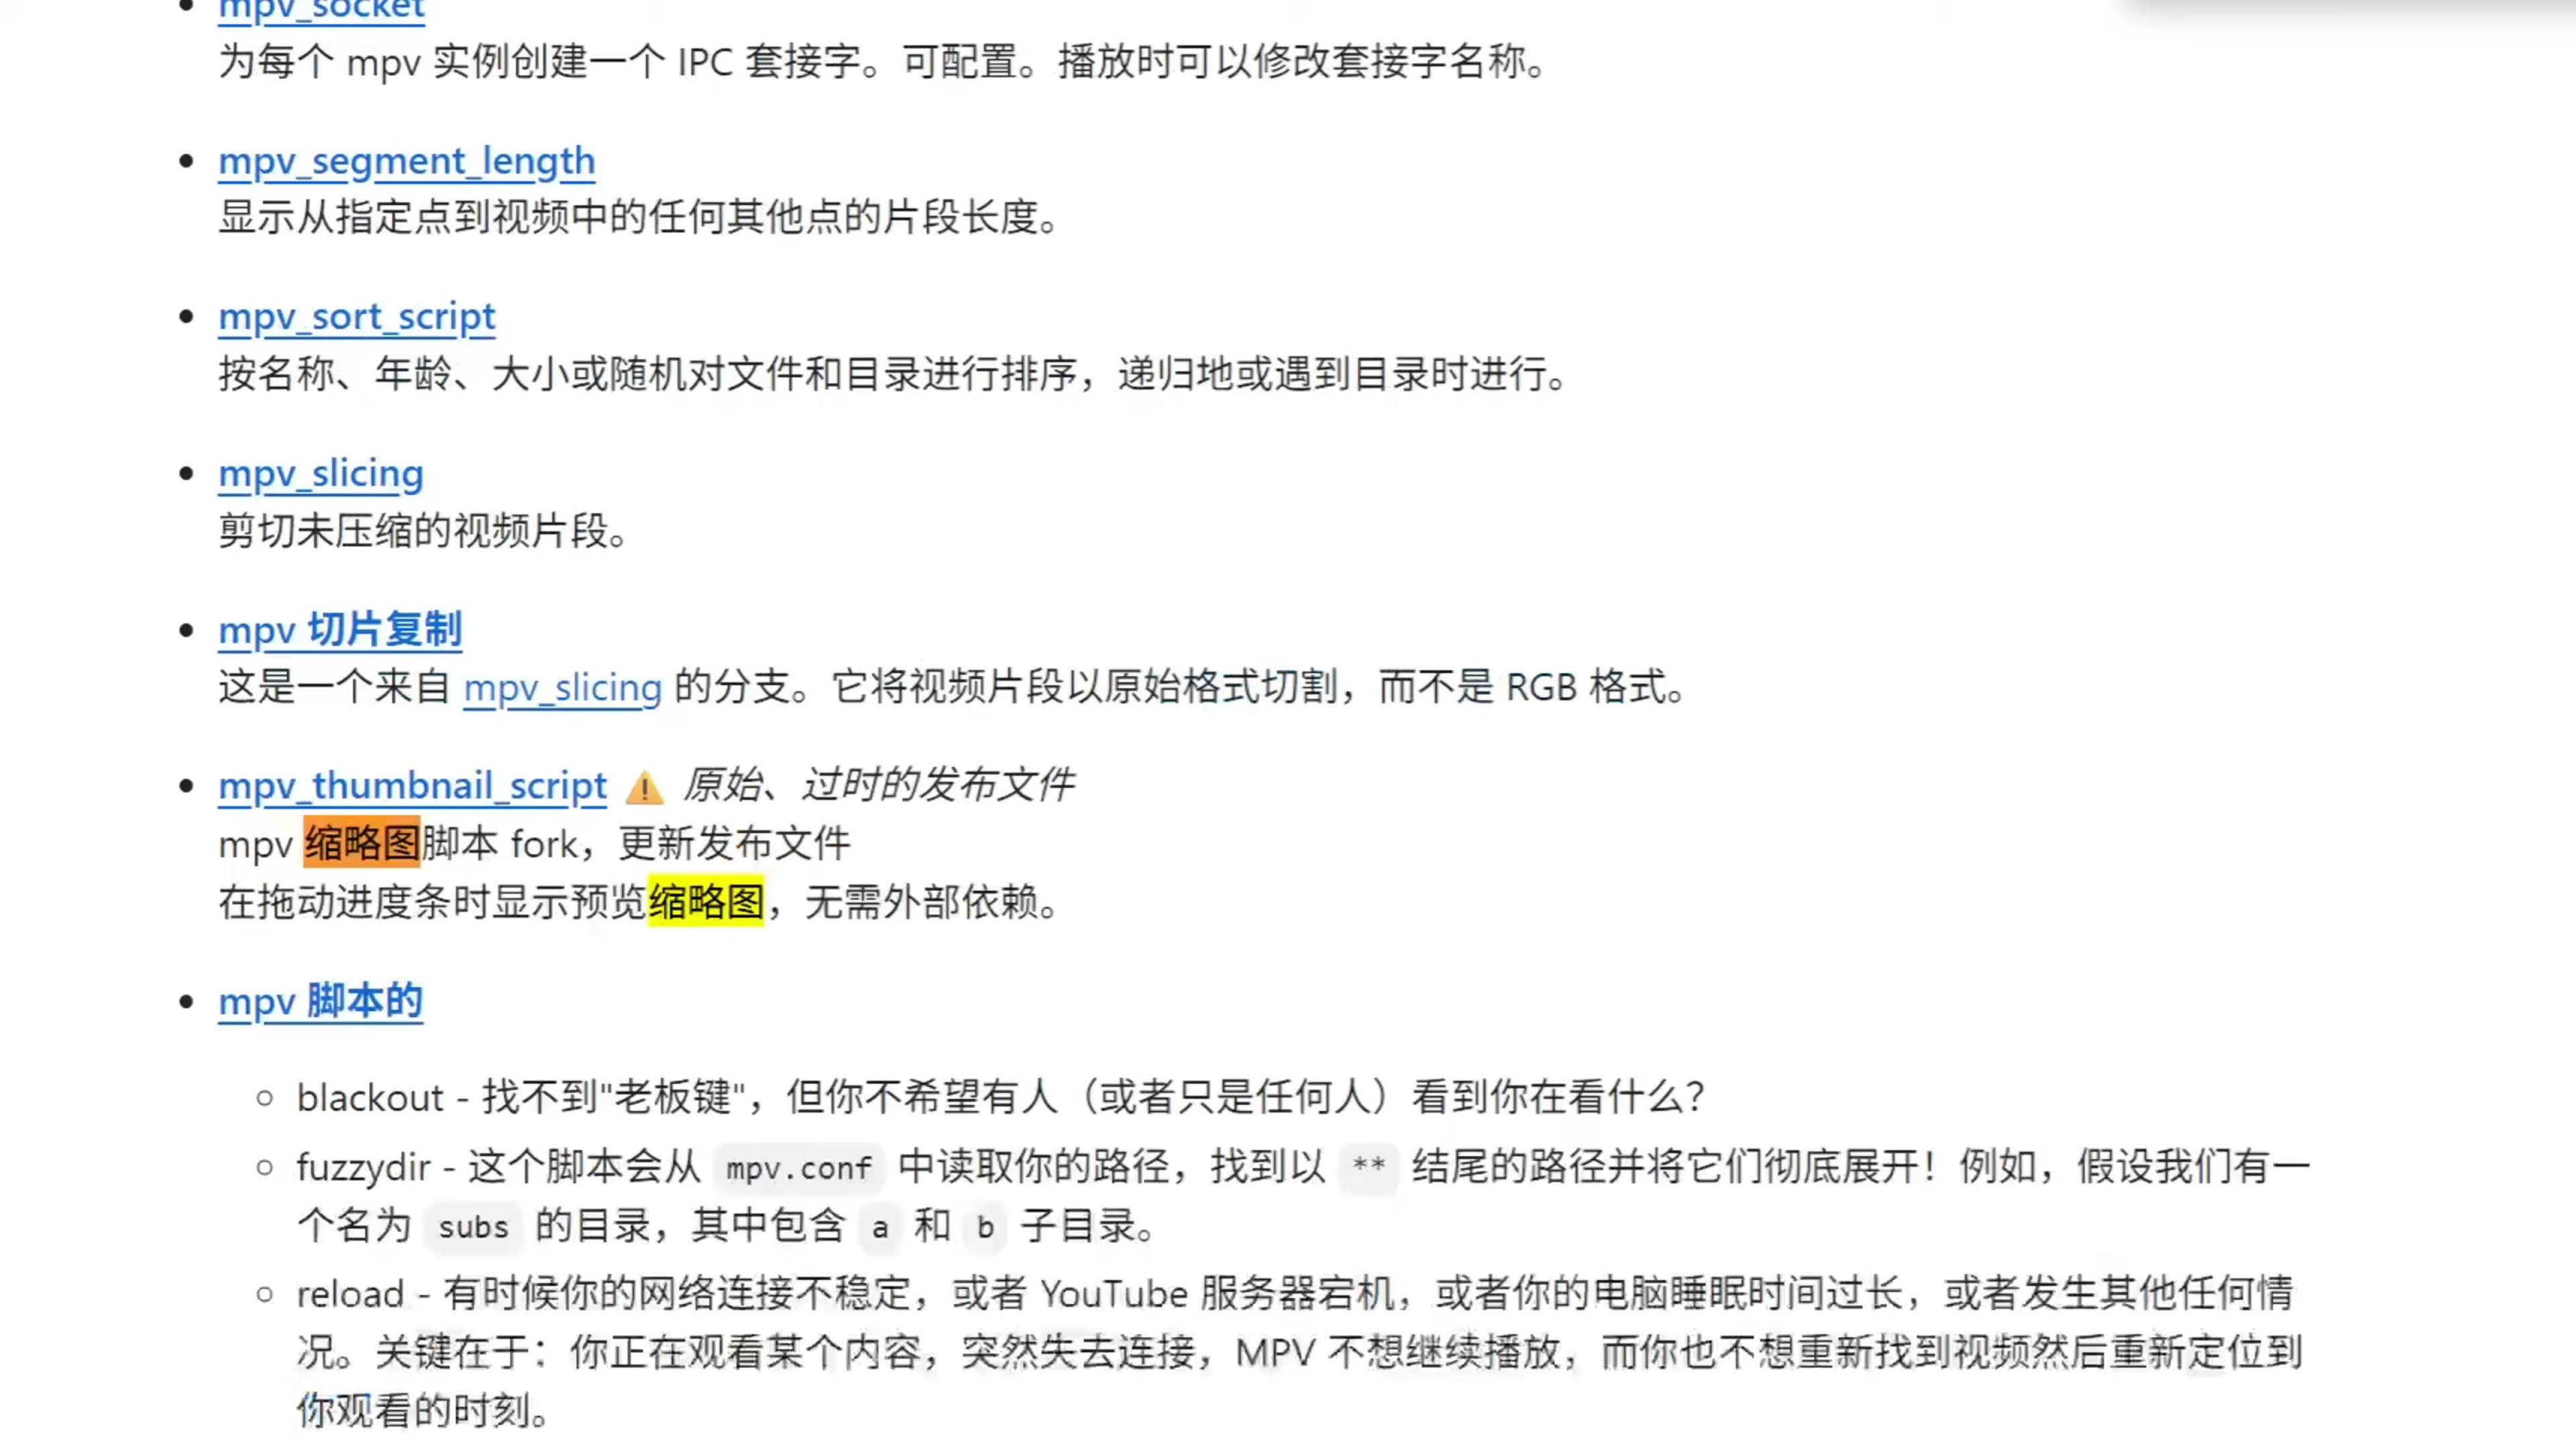 mpv_socket
为每个 mpv 实例创建一个 IPC 套接字。可配置。播放时可以修改套接字名称。
mpv_segment_length
显示从指定点到视频中的任何其他点的片段长度。
mpv_sort_script
按名称、年龄、大小或随机对文件和目录进行排序，递归地或遇到目录时进行。
mpv_slicing
剪切未压缩的视频片段。
mpv 切片复制
这是一个来自 mpv_slicing 的分支。它将视频片段以原始格式切割，而不是 RGB 格式。
mpv_thumbnail_script ⚠️ 原始、过时的发布文件
mpv 缩略图脚本 fork，更新发布文件
在拖动进度条时显示预览缩略图，无需外部依赖。
mpv 脚本的
blackout - 找不到"老板键"，但你不希望有人（或者只是任何人）看到你在看什么？
fuzzydir - 这个脚本会从 mpv.conf 中读取你的路径，找到以 ** 结尾的路径并将它们彻底展开！例如，假设我们有一
个名为 subs 的目录，其中包含 a 和 b 子目录。
reload - 有时候你的网络连接不稳定，或者 YouTube 服务器宕机，或者你的电脑睡眠时间过长，或者发生其他任何情
况。关键在于：你正在观看某个内容，突然失去连接，MPV 不想继续播放，而你也不想重新找到视频然后重新定位到
你观看的时刻。